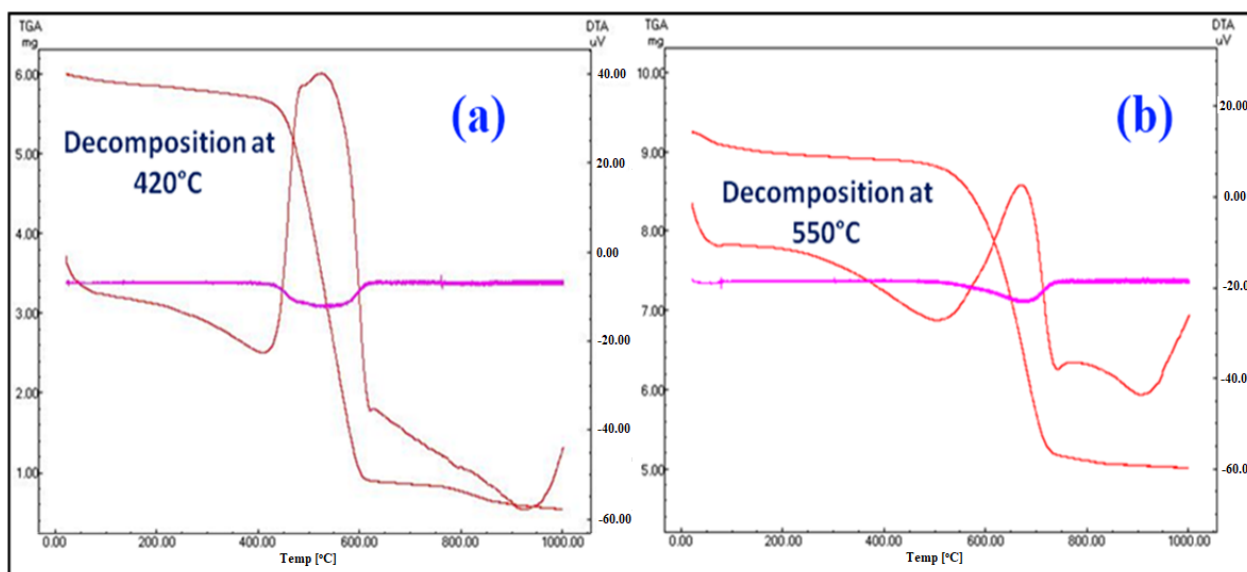 TGA
mg
DTA
uV
(a)
Decomposition at
420°C
6.00
5.00
4.00
3.00
2.00
1.00
40.00
20.00
0.00
-20.00
-40.00
-60.00
0.00 200.00 400.00 600.00 800.00 1000.00
Temp [°C]
TGA
mg
DTA
uV
(b)
Decomposition at
550°C
10.00
9.00
8.00
7.00
6.00
5.00
20.00
0.00
-20.00
-40.00
-60.00
0.00 200.00 400.00 600.00 800.00 1000.00
Temp [°C]